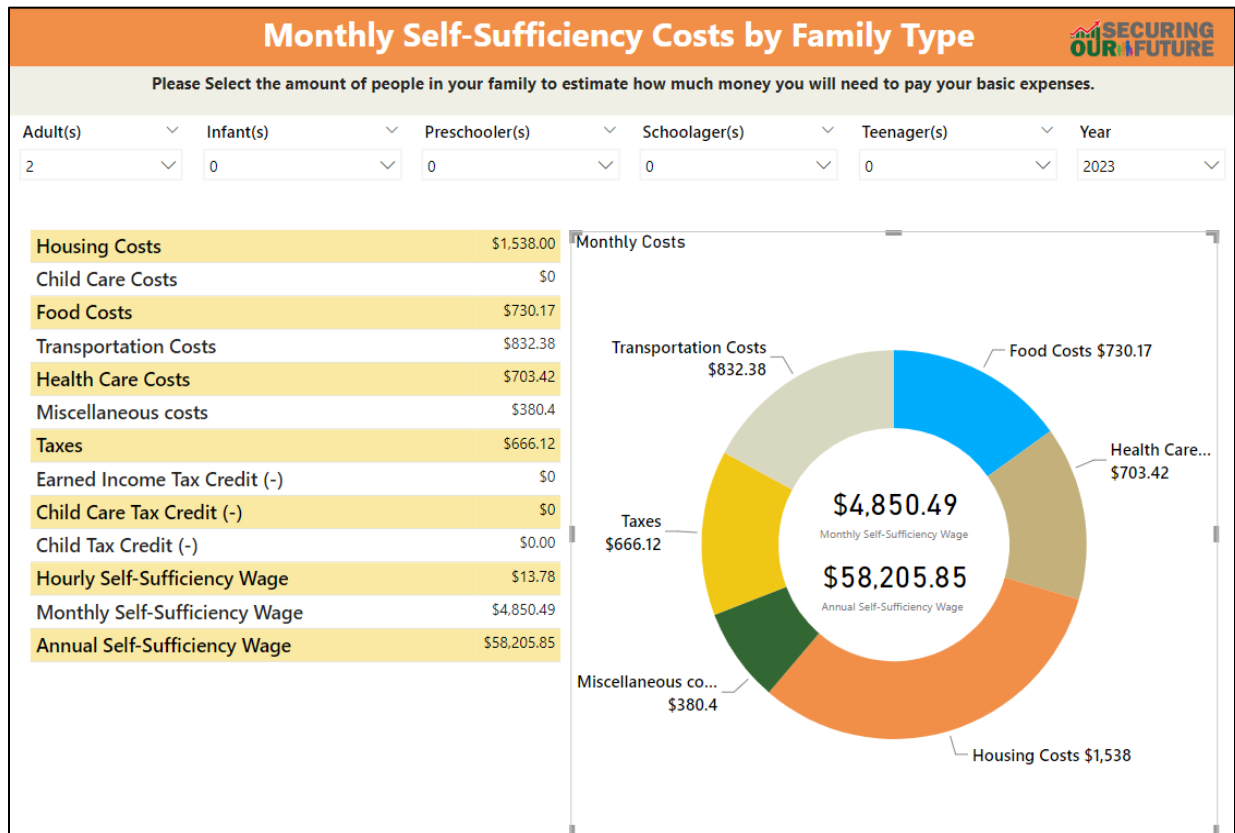 Monthly Self-Sufficiency Costs by Family Type
SECURING
OUR FUTURE
Please Select the amount of people in your family to estimate how much money you will need to pay your basic expenses.
Adult(s) Infant(s) Preschooler(s) Schoolager(s) Teenager(s) Year
2 0 0 0 0 2023
Housing Costs $1,538.00
Child Care Costs $0
Food Costs $730.17
Transportation Costs $832.38
Health Care Costs $703.42
Miscellaneous costs $380.4
Taxes $666.12
Earned Income Tax Credit (-) $0
Child Care Tax Credit (-) $0
Child Tax Credit (-) $0.00
Hourly Self-Sufficiency Wage $13.78
Monthly Self-Sufficiency Wage $4,850.49
Annual Self-Sufficiency Wage $58,205.85
Monthly Costs
Transportation Costs
$832.38
Food Costs $730.17
Health Care...
$703.42
Taxes
$666.12
$4,850.49
Monthly Self-Sufficiency Wage
$58,205.85
Annual Self-Sufficiency Wage
Miscellaneous co...
$380.4
Housing Costs $1,538